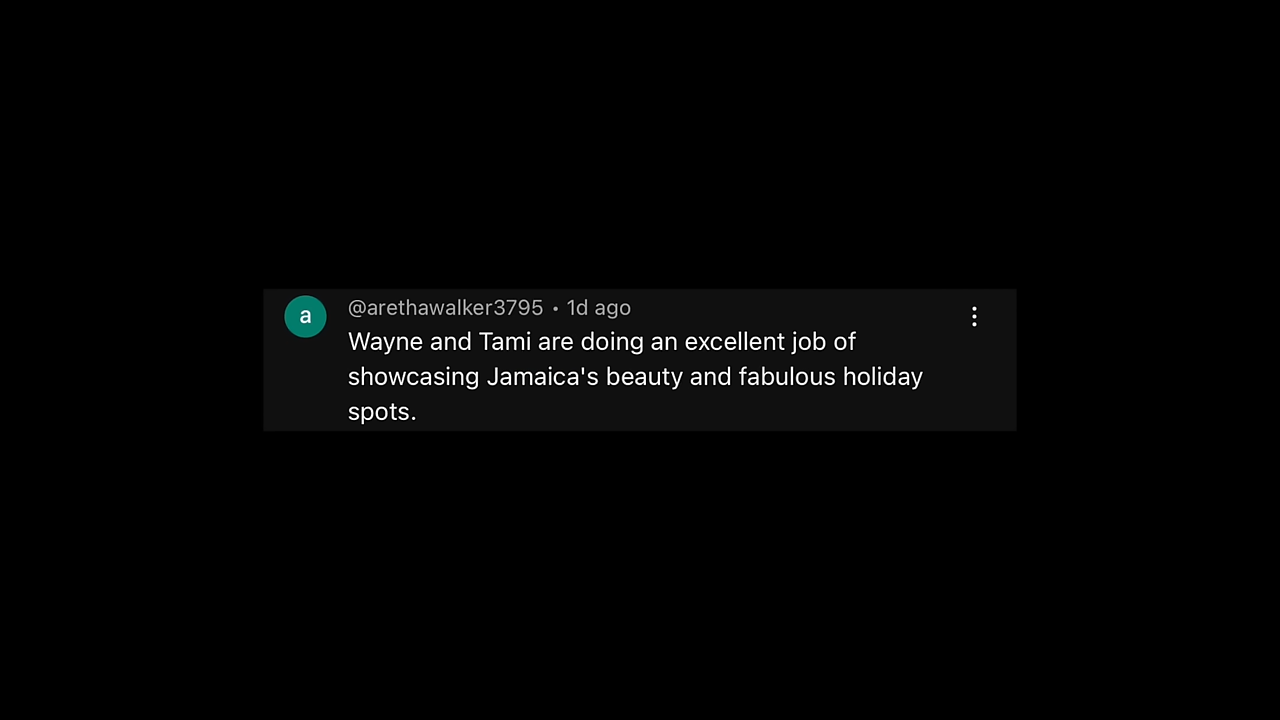 a
@arethawalker3795 • 1d ago
Wayne and Tami are doing an excellent job of
showcasing Jamaica's beauty and fabulous holiday
spots.